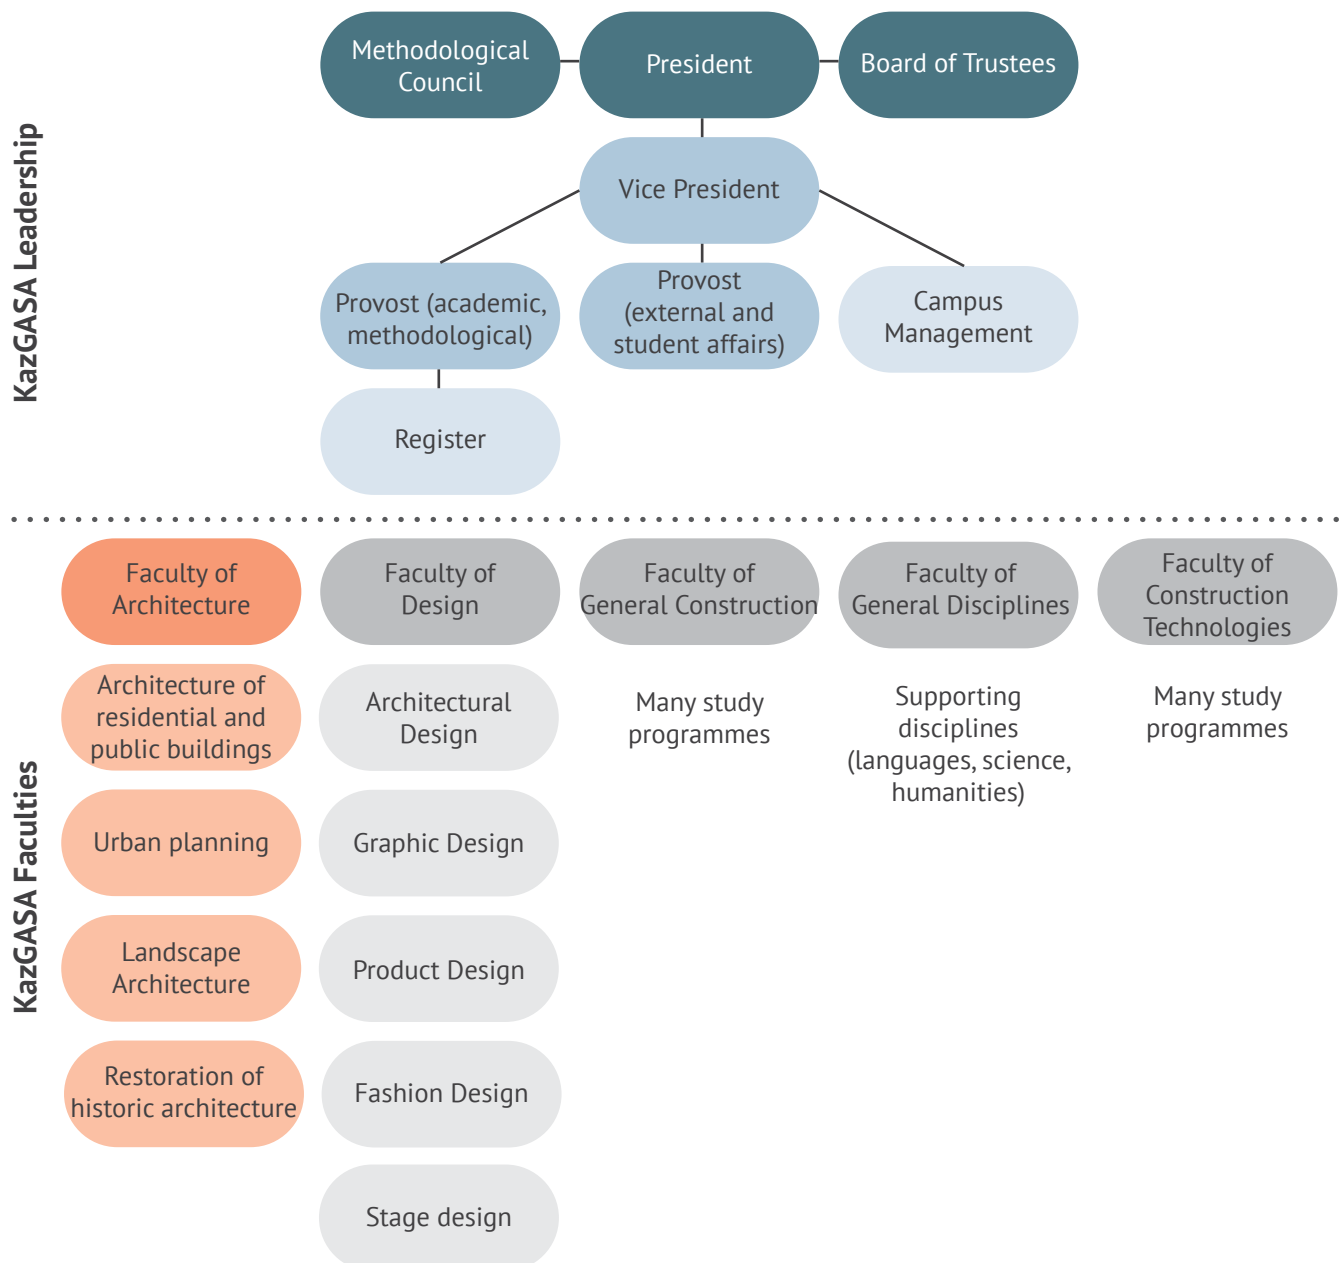 KazGASA Leadership
Methodological
Council
President
Board of Trustees
Vice President
Provost (academic,
methodological)
Provost
(external and
student affairs)
Campus
Management
Register
KazGASA Faculties
Faculty of
Architecture
Architecture of
residential and
public buildings
Urban planning
Landscape
Architecture
Restoration of
historic architecture
Faculty of
Design
Architectural
Design
Graphic Design
Product Design
Fashion Design
Stage design
Faculty of
General Construction
Many study
programmes
Faculty of
General Disciplines
Supporting
disciplines
(languages, science,
humanities)
Faculty of
Construction
Technologies
Many study
programmes